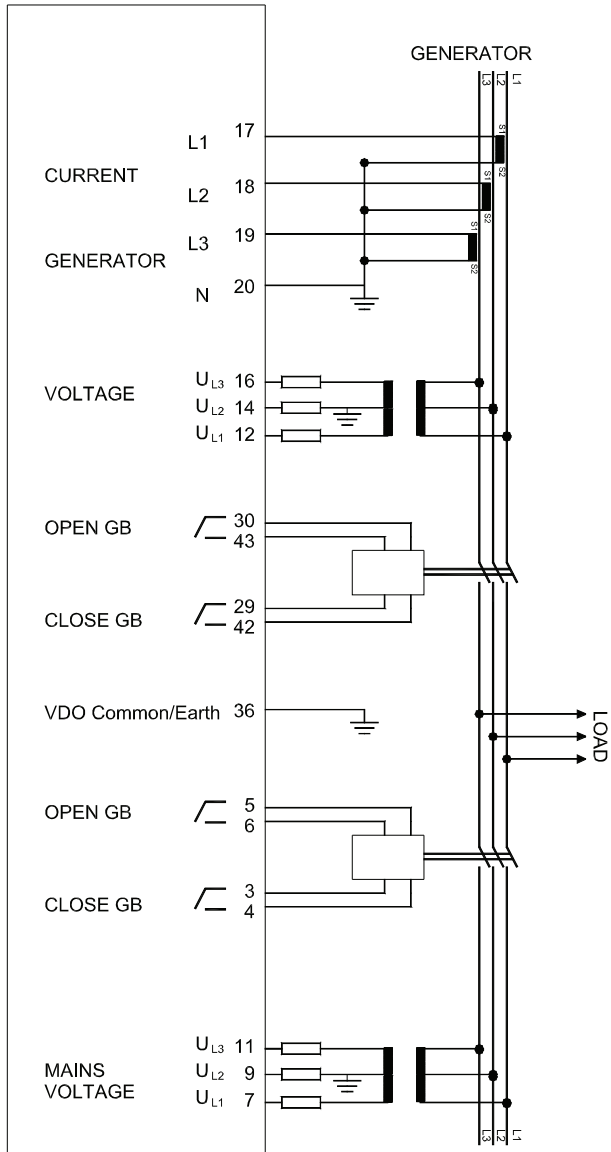 GENERATOR
L3 L2 L1
L1 17
S1
S2
CURRENT
L2 18
S1
S2
L3 19
S1
S2
GENERATOR
N 20
UL3 16
VOLTAGE
UL2 14
UL1 12
OPEN GB 30
43
CLOSE GB 29
42
VDO Common/Earth 36
LOAD
OPEN GB 5
6
CLOSE GB 3
4
UL3 11
MAINS
VOLTAGE
UL2 9
UL1 7
L3 L2 L1